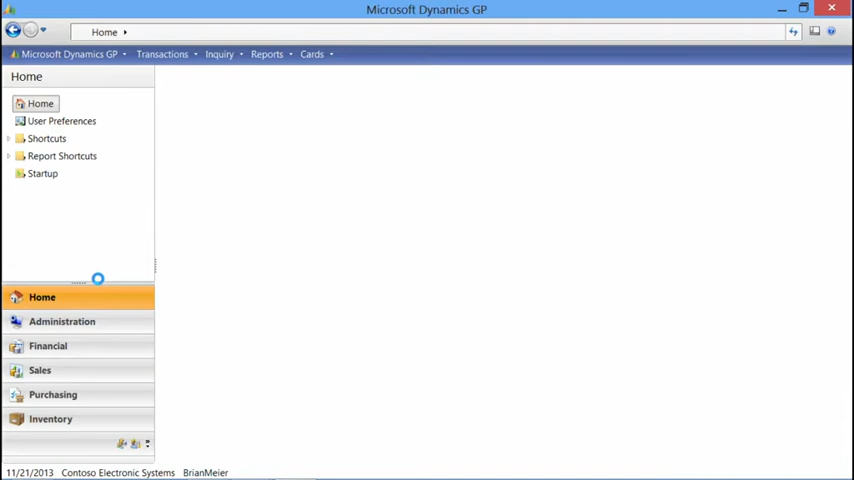 Microsoft Dynamics GP
Home
Microsoft Dynamics GP Transactions Inquiry Reports Cards
Home
Home
User Preferences
Shortcuts
Report Shortcuts
Startup
Home
Administration
Financial
Sales
Purchasing
Inventory
11/21/2013 Contoso Electronic Systems BrianMeier